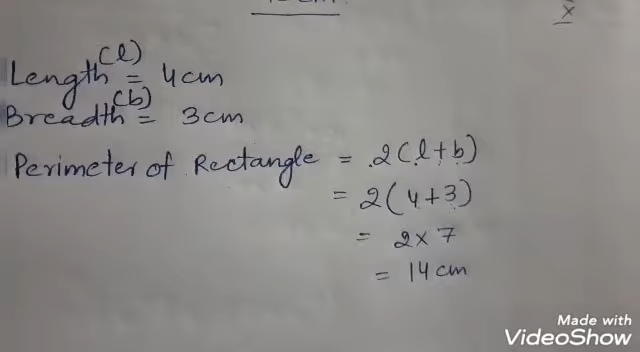 (l)
Length = 4cm
(b)
Breadth = 3cm
Perimeter of Rectangle = 2(l+b)
= 2(4+3)
= 2×7
= 14 cm
Made with
VideoShow